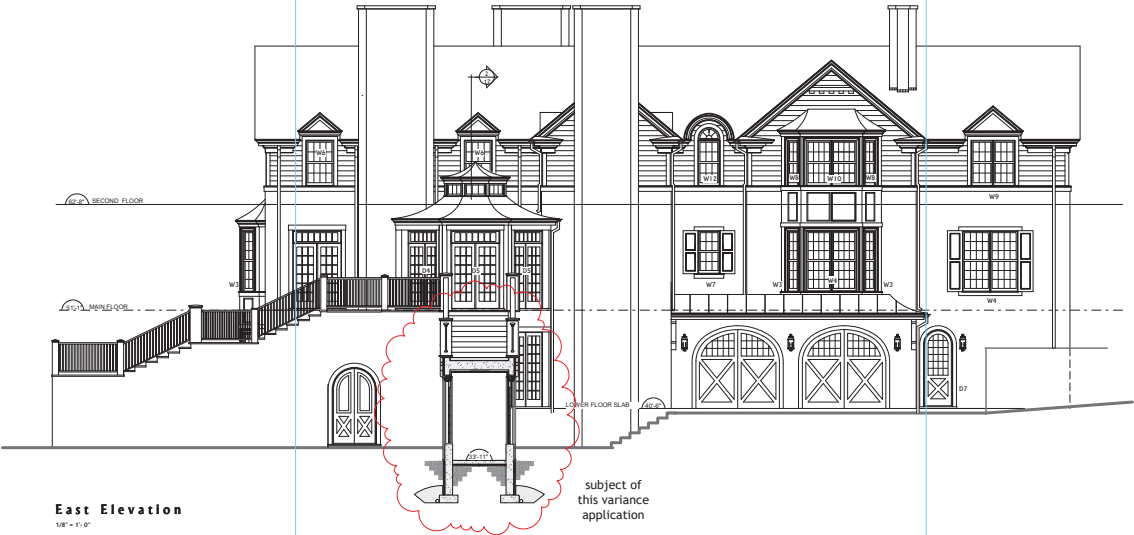 2
12
W6
W6
W12
W8
W10
W8
W9
62'-8"
SECOND FLOOR
D4
D5
D5
W3
W7
W3
W4
W3
W4
51'-1"
MAIN FLOOR
D7
LOWER FLOOR SLAB
40'-6"
33'-11"
subject of
this variance
application
East Elevation
1/8" = 1'- 0"